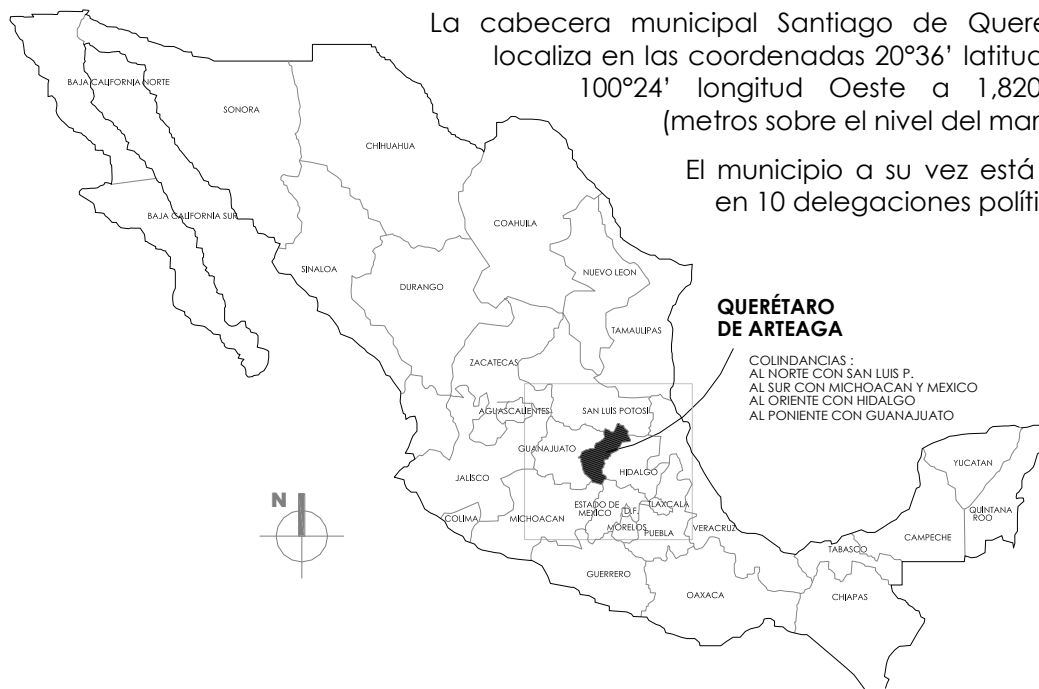 La cabecera municipal Santiago de Quere
localiza en las coordenadas 20°36’ latitud
100°24’ longitud Oeste a 1,820
(metros sobre el nivel del mar
El municipio a su vez está
en 10 delegaciones políti
BAJA CALIFORNIA NORTE
SONORA
CHIHUAHUA
BAJA CALIFORNIA SUR
COAHUILA
SINALOA
DURANGO
NUEVO LEON
TAMAULIPAS
ZACATECAS
QUERÉTARO
DE ARTEAGA
COLINDANCIAS :
AL NORTE CON SAN LUIS P.
AL SUR CON MICHOACAN Y MEXICO
AL ORIENTE CON HIDALGO
AL PONIENTE CON GUANAJUATO
AGUASCALIENTES
SAN LUIS POTOSI
GUANAJUATO
HIDALGO
JALISCO
YUCATAN
QUINTANA
ROO
CAMPECHE
N
COLIMA
MICHOACAN
ESTADO DE
MEXICO
D.F.
TLAXCALA
MORELOS
PUEBLA
VERACRUZ
TABASCO
GUERRERO
OAXACA
CHIAPAS